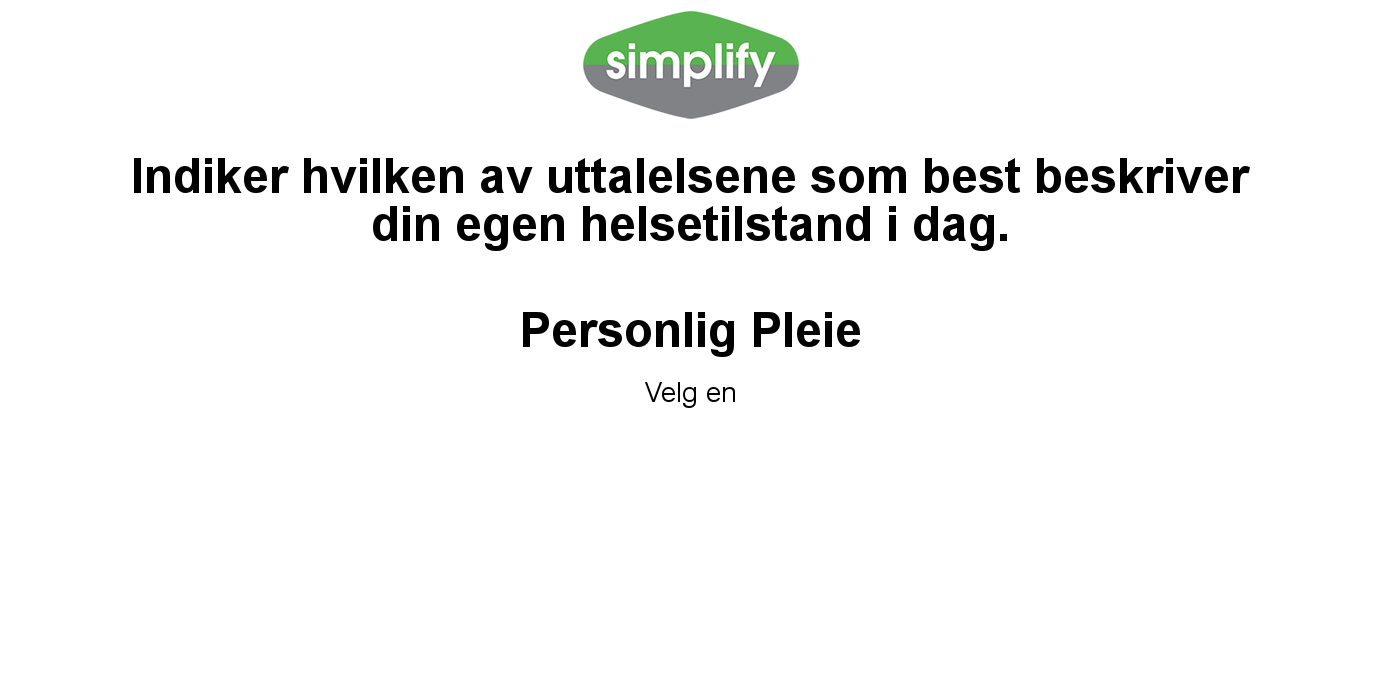 simplify
Indiker hvilken av uttalelsene som best beskriver
din egen helsetilstand i dag.
Personlig Pleie
Velg en